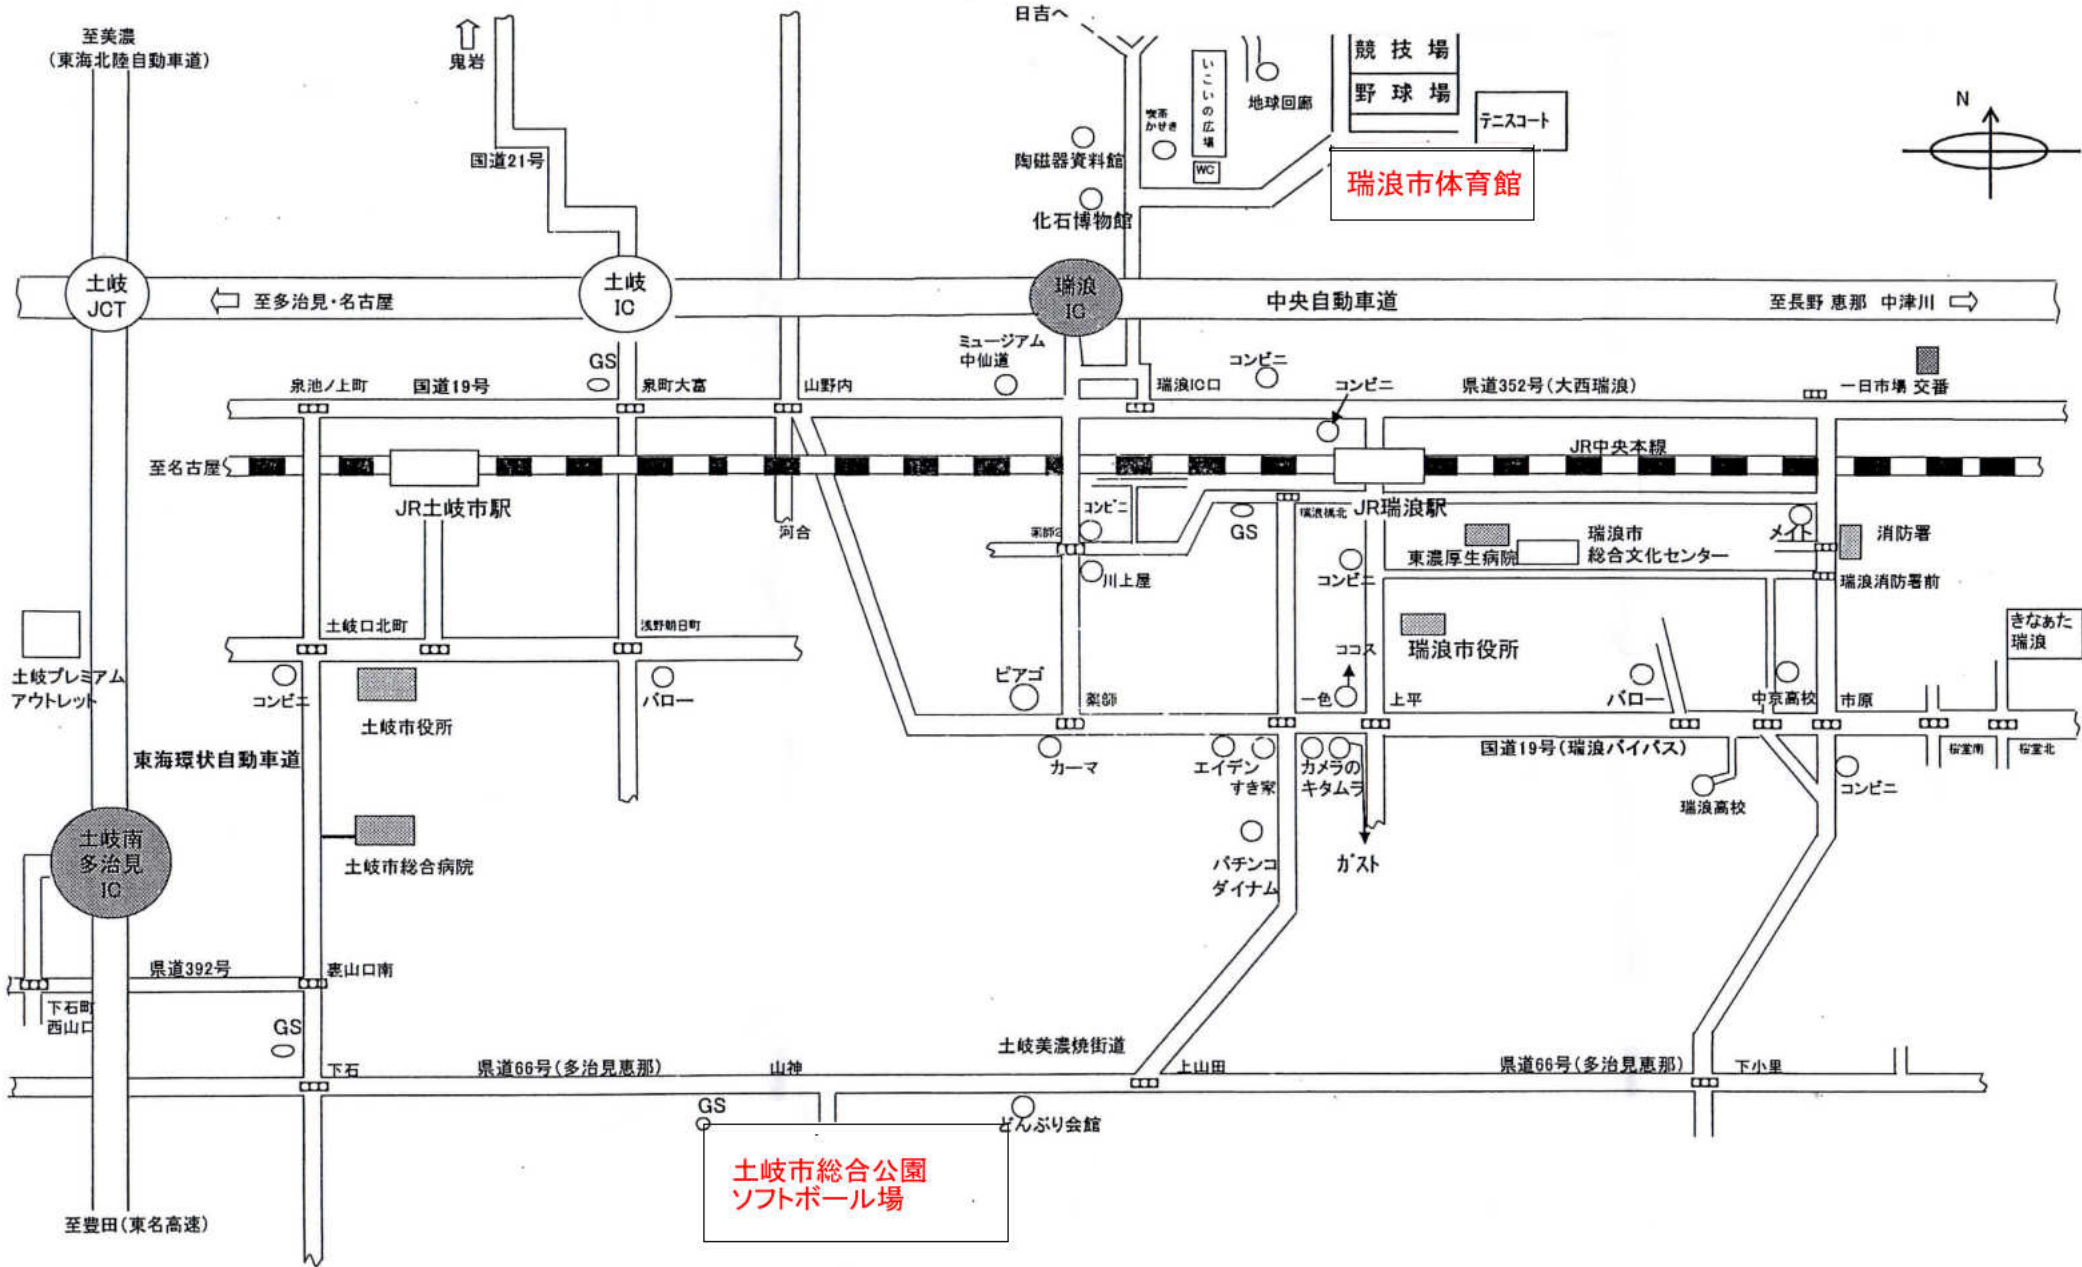 至美濃
(東海北陸自動車道)
鬼岩
国道21号
日吉へ
陶磁器資料館
化石博物館
喫茶
かせき
いこいの広場
WC
地球回廊
競技場
野球場
テニスコート
瑞浪市体育館
N
土岐
JCT
至多治見・名古屋
土岐
IC
瑞浪
IC
中央自動車道
至長野 恵那 中津川
泉池ノ上町
国道19号
GS
泉町大富
山野内
ミュージアム
中仙道
瑞浪IC口
コンビニ
コンビニ
県道352号(大西瑞浪)
一日市場
交番
至名古屋
JR土岐市駅
河合
コンビニ
川上屋
GS
瑞浪橋北
JR瑞浪駅
JR中央本線
東濃厚生病院
瑞浪市
総合文化センター
メイト
消防署
瑞浪消防署前
コンビニ
土岐口北町
浅野朝日町
土岐プレミアム
アウトレット
コンビニ
土岐市役所
バロー
ピアゴ
薬師
ココス
一色
上平
瑞浪市役所
バロー
中京高校
市原
きなぁた
瑞浪
東海環状自動車道
カーマ
エイデン
すき家
カメラの
キタムラ
国道19号(瑞浪バイパス)
桜堂南
桜堂北
瑞浪高校
コンビニ
土岐南
多治見
IC
土岐市総合病院
パチンコ
ダイナム
ガスト
県道392号
裏山口南
下石町
西山口
GS
下石
県道66号(多治見恵那)
山神
土岐美濃焼街道
上山田
県道66号(多治見恵那)
下小里
GS
どんぶり会館
土岐市総合公園
ソフトボール場
至豊田(東名高速)